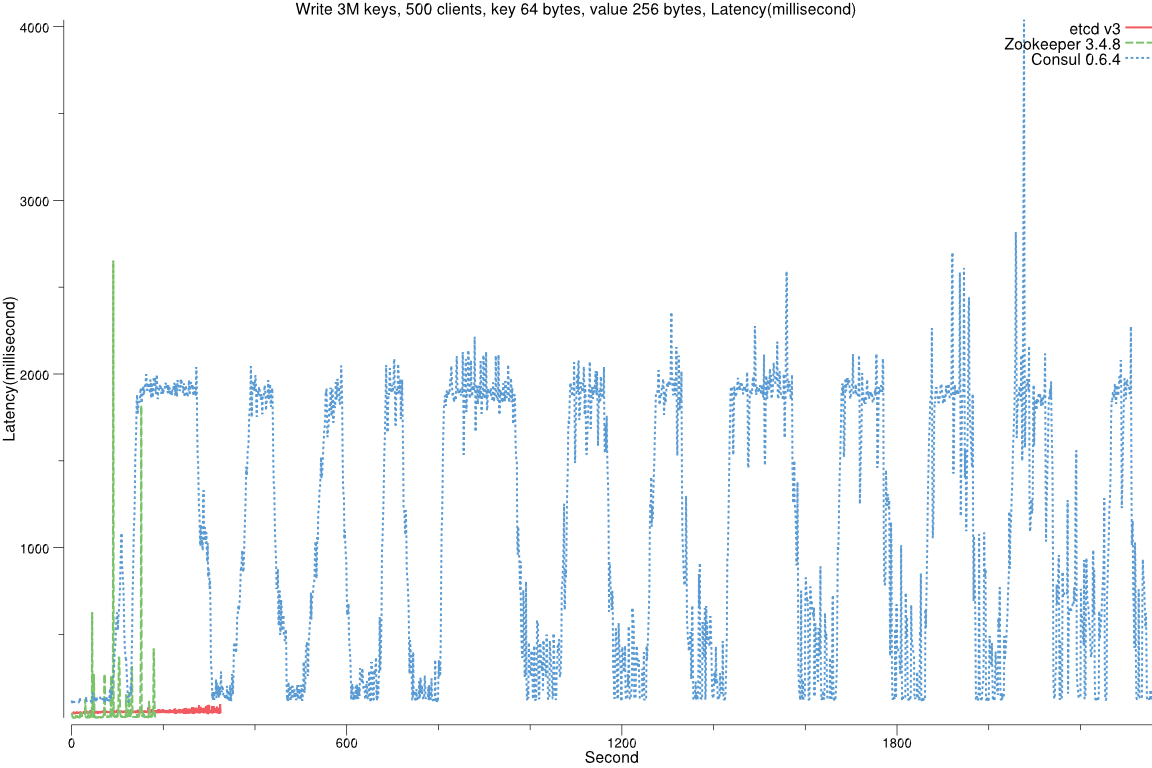 Write 3M keys, 500 clients, key 64 bytes, value 256 bytes, Latency(millisecond)
etcd v3
Zookeeper 3.4.8
Consul 0.6.4
4000
3000
2000
1000
Latency(millisecond)
0
600
1200
1800
Second